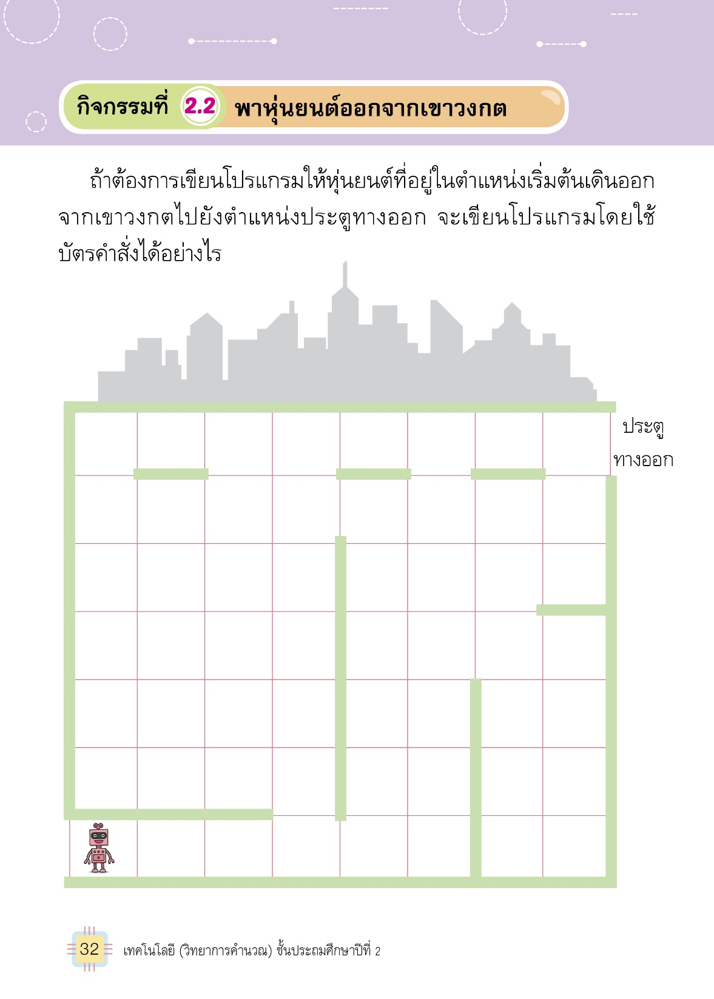 กิจกรรมที่ 2.2 พาหุ่นยนต์ออกจากเขาวงกต
ถ้าต้องการเขียนโปรแกรมให้หุ่นยนต์ที่อยู่ในตำแหน่งเริ่มต้นเดินออก
จากเขาวงกตไปยังตำแหน่งประตูทางออก จะเขียนโปรแกรมโดยใช้
บัตรคำสั่งได้อย่างไร
ประตู
ทางออก
32 เทคโนโลยี (วิทยาการคำนวณ) ชั้นประถมศึกษาปีที่ 2